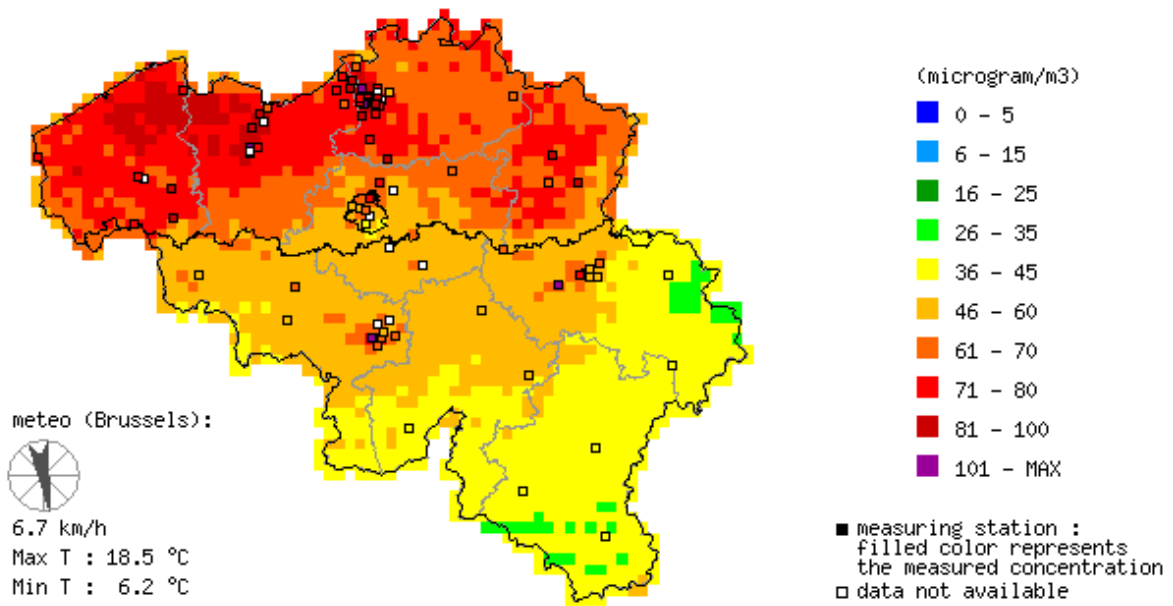 (microgram/m3)
0 - 5
6 - 15
16 - 25
26 - 35
36 - 45
46 - 60
61 - 70
71 - 80
81 - 100
101 - MAX
meteo (Brussels):
6.7 km/h
Max T : 18.5 °C
Min T : 6.2 °C
measuring station :
filled color represents
the measured concentration
data not available